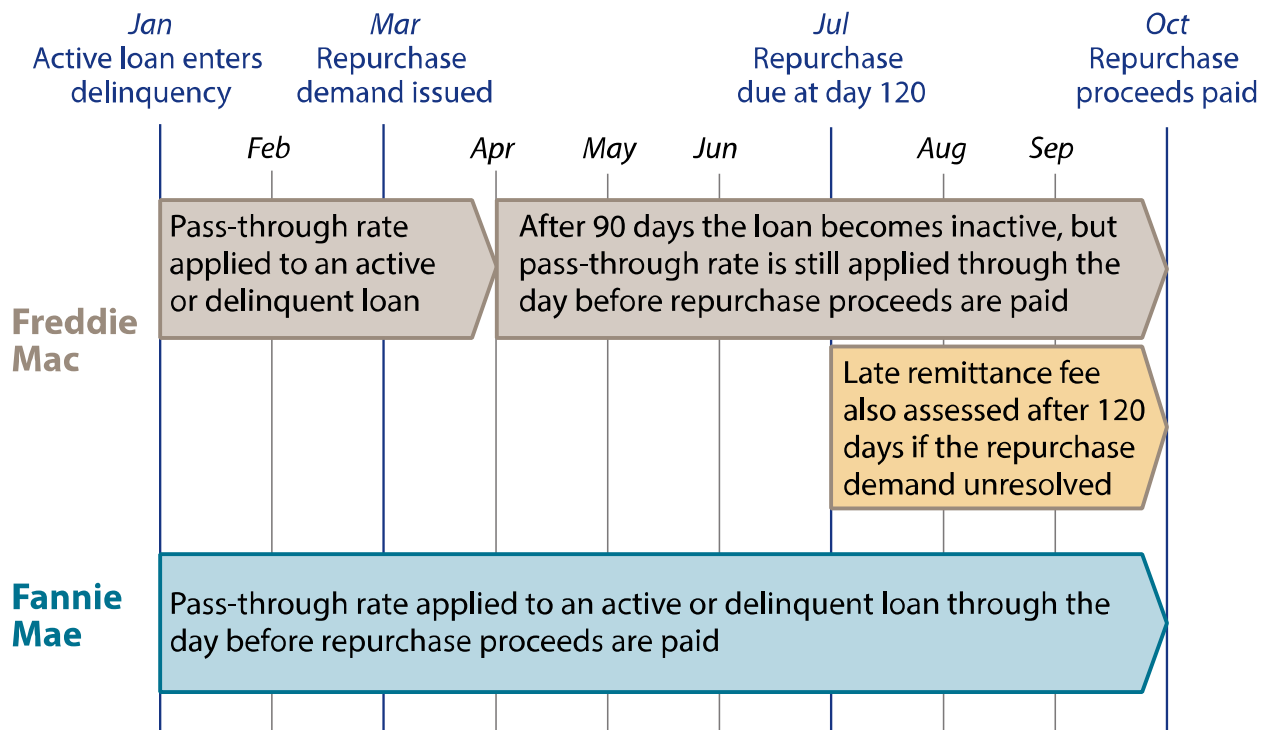 Jan
Active loan enters
delinquency
Mar
Repurchase
demand issued
Jul
Repurchase
due at day 120
Oct
Repurchase
proceeds paid
Feb
Apr
May
Jun
Aug
Sep
Freddie
Mac
Pass-through rate
applied to an active
or delinquent loan
After 90 days the loan becomes inactive, but
pass-through rate is still applied through the
day before repurchase proceeds are paid
Late remittance fee
also assessed after 120
days if the repurchase
demand unresolved
Fannie
Mae
Pass-through rate applied to an active or delinquent loan through the
day before repurchase proceeds are paid